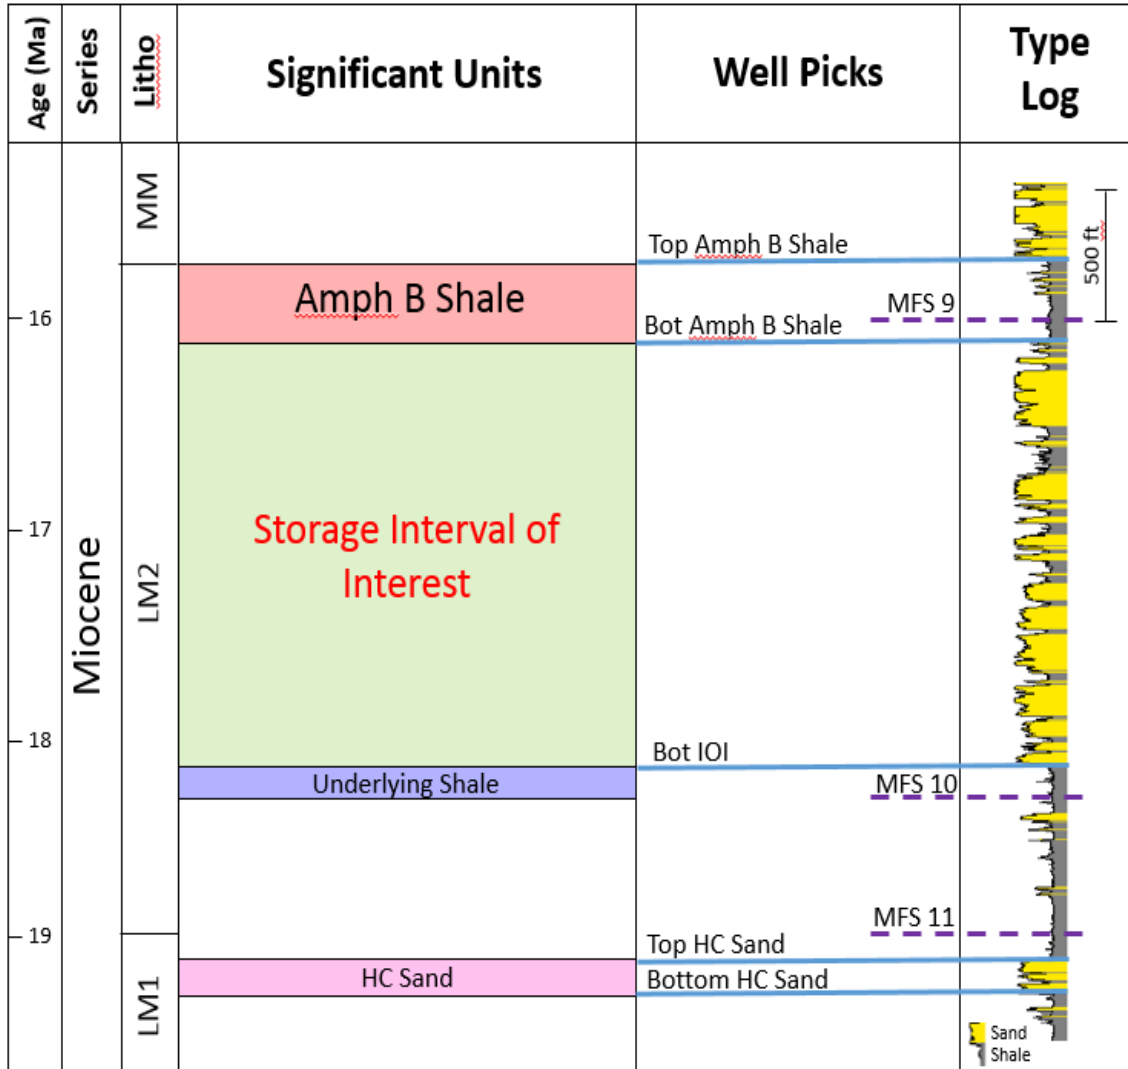 Age (Ma)
Series
Litho
Significant Units
Well Picks
Type
Log
MM
Top Amph B Shale
500 ft
Amph B Shale
MFS 9
16
Bot Amph B Shale
Storage Interval of
Interest
17
Miocene
LM2
18
Bot IOI
Underlying Shale
MFS 10
MFS 11
19
Top HC Sand
HC Sand
Bottom HC Sand
LM1
Sand
Shale